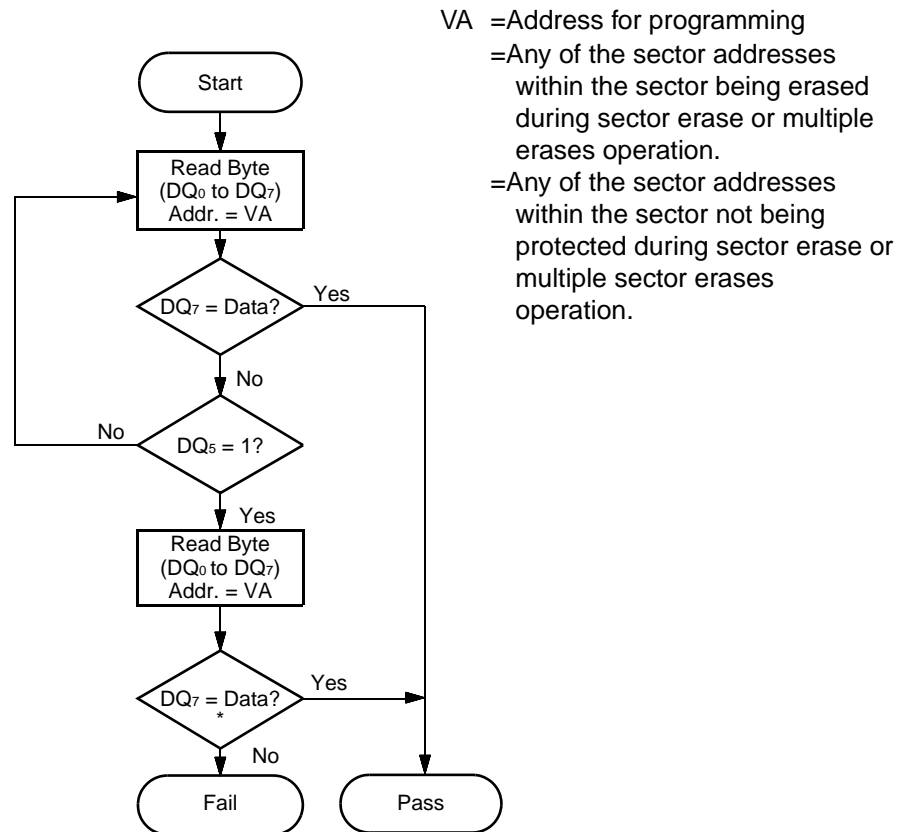 VA =Address for programming
=Any of the sector addresses
within the sector being erased
during sector erase or multiple
erases operation.
=Any of the sector addresses
within the sector not being
protected during sector erase or
multiple sector erases
operation.
Start
Read Byte
(DQ0 to DQ7)
Addr. = VA
DQ7 = Data?
Yes
No
DQ5 = 1?
No
Yes
Read Byte
(DQ0 to DQ7)
Addr. = VA
DQ7 = Data?
*
Yes
No
Fail
Pass